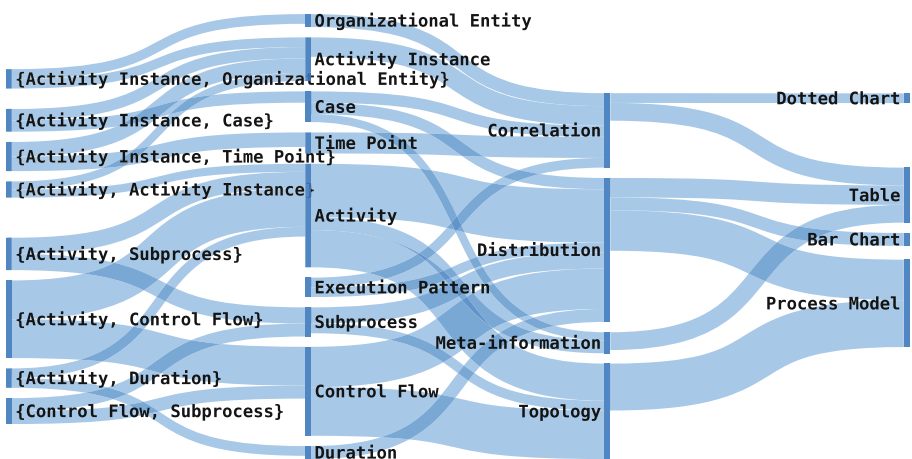 {Activity Instance, Organizational Entity}
{Activity Instance, Case}
{Activity Instance, Time Point}
{Activity, Activity Instance}
{Activity, Subprocess}
{Activity, Control Flow}
{Activity, Duration}
{Control Flow, Subprocess}
Organizational Entity
Activity Instance
Case
Time Point
Activity
Execution Pattern
Subprocess
Control Flow
Duration
Correlation
Distribution
Meta-information
Topology
Dotted Chart
Table
Bar Chart
Process Model